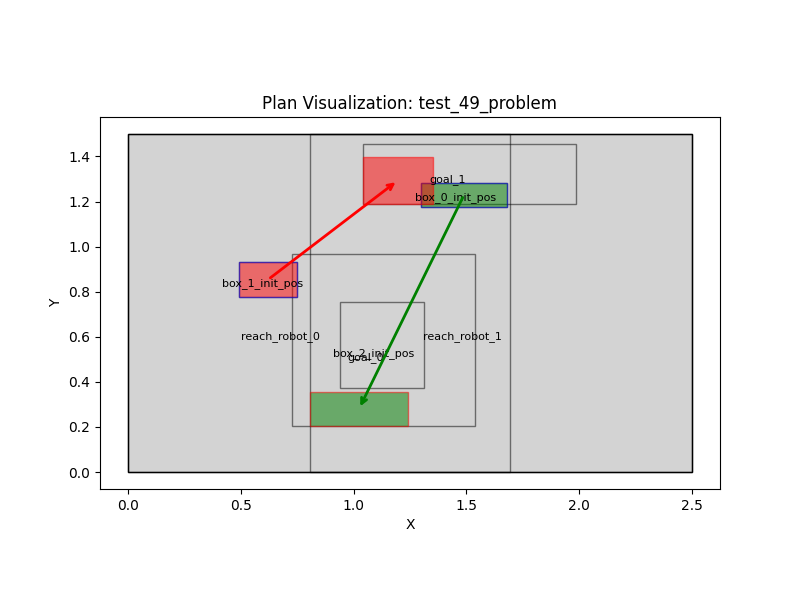 Plan Visualization: test_49_problem
1.4
1.2
1.0
0.8
0.6
0.4
0.2
0.0
Y
goal_1
box_0_init_pos
box_1_init_pos
reach_robot_0
reach_robot_1
box_2_init_pos
goal_0
0.0
0.5
1.0
1.5
2.0
2.5
X